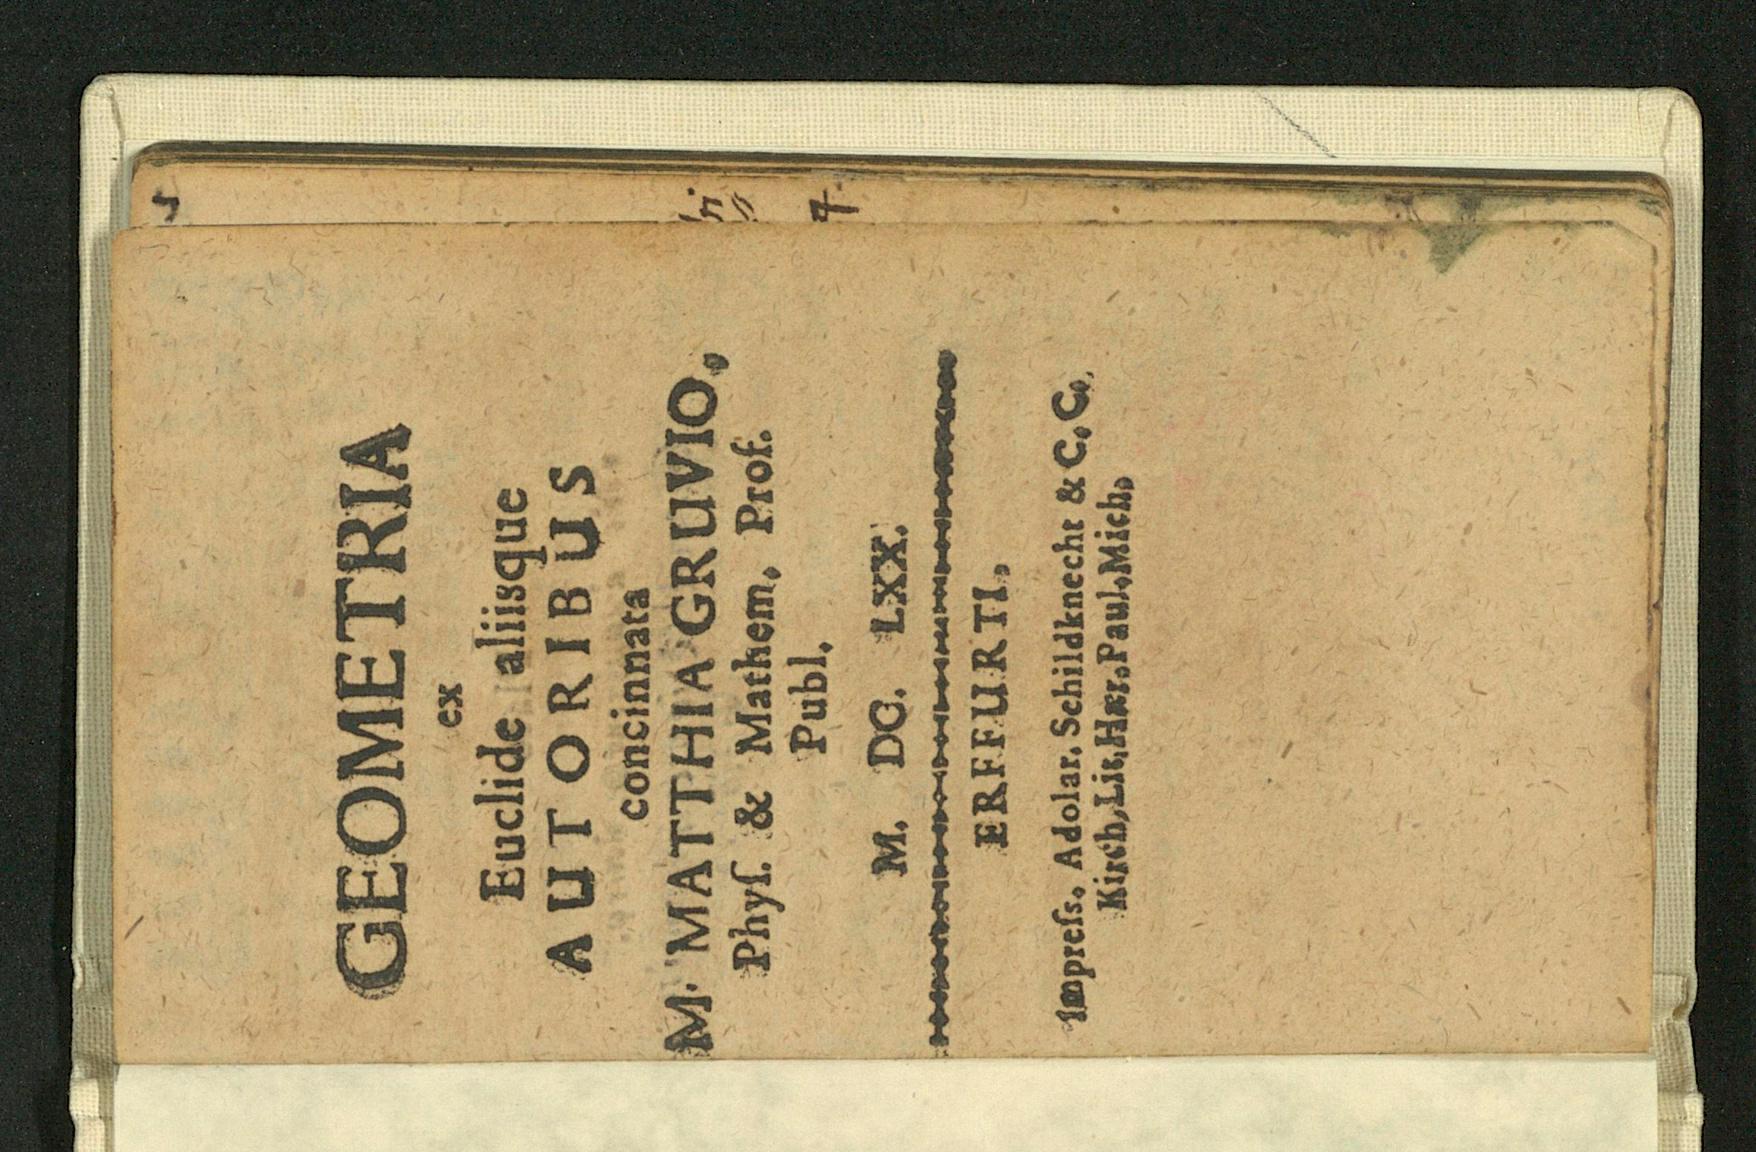 GEOMETRIA
ex
Euclide aliisque
AUTORIBUS
concinnata
M. MATTHIA GRUVIO,
Phyſ. & Mathem. Prof.
Publ.
M. DC. LXX.
ERFFURTI,
Impreſs. Adolar. Schildknecht & C. C.
Kirch, Lit, Hær. Paul. Mich.